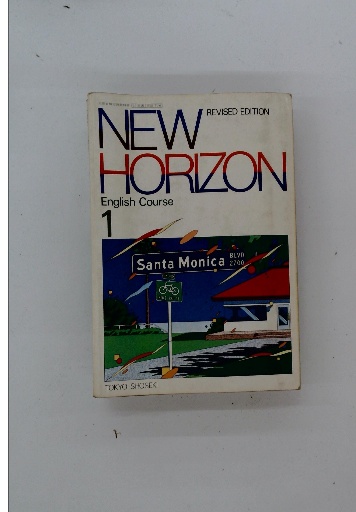 NEW
REVISED EDITION
HORIZON
English Course
1
Santa Monica
BLVD
2700
TOKYO SHOSEKI